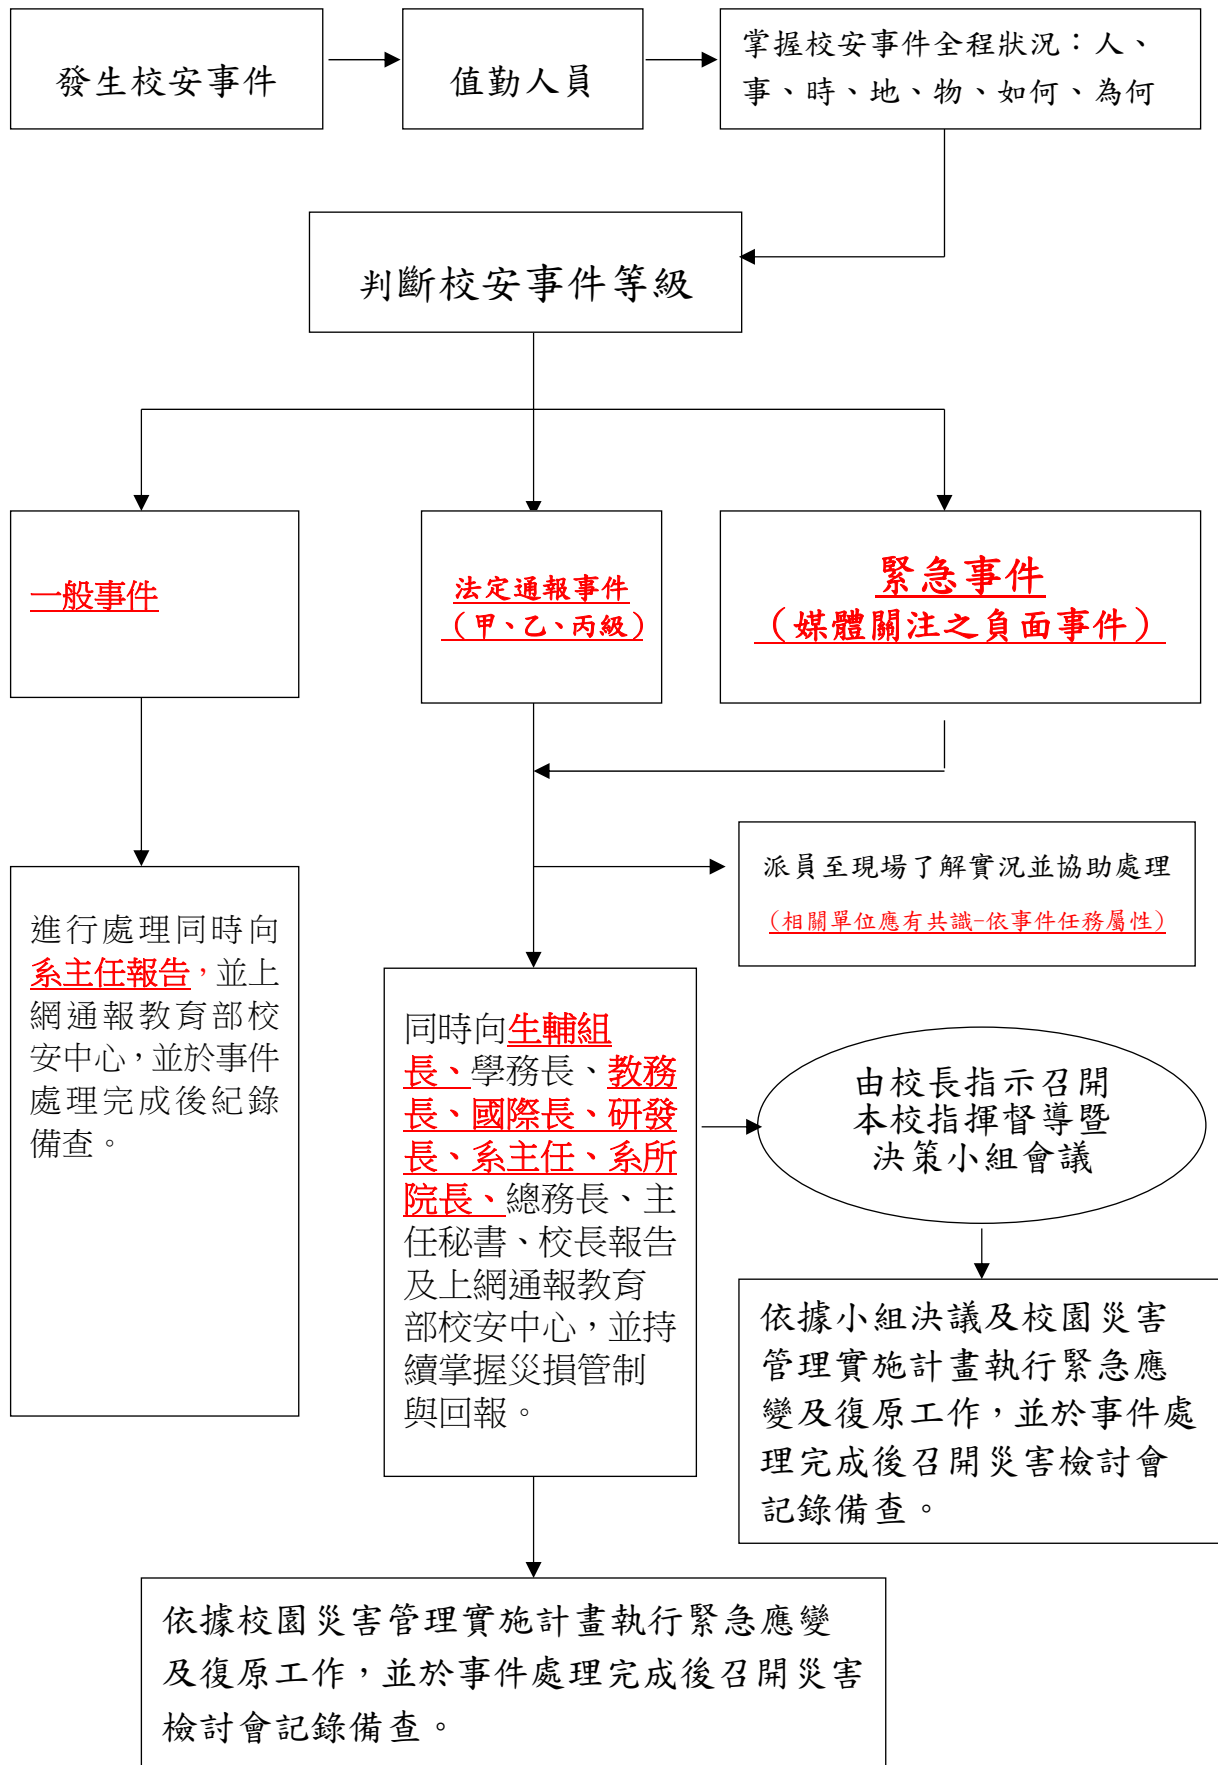 發生校安事件
值勤人員
掌握校安事件全程狀況：人、
事、時、地、物、如何、為何
判斷校安事件等級
一般事件
法定通報事件
（甲、乙、丙級）
緊急事件
（媒體關注之負面事件）
派員至現場了解實況並協助處理
(相關單位應有共識-依事件任務屬性)
進行處理同時向
系主任報告，並上
網通報教育部校
安中心，並於事件
處理完成後紀錄
備查。
同時向生輔組
長、學務長、教務
長、國際長、研發
長、系主任、系所
院長、總務長、主
任秘書、校長報告
及上網通報教育
部校安中心，並持
續掌握災損管制
與回報。
由校長指示召開
本校指揮督導暨
決策小組會議
依據小組決議及校園災害
管理實施計畫執行緊急應
變及復原工作，並於事件處
理完成後召開災害檢討會
記錄備查。
依據校園災害管理實施計畫執行緊急應變
及復原工作，並於事件處理完成後召開災害
檢討會記錄備查。